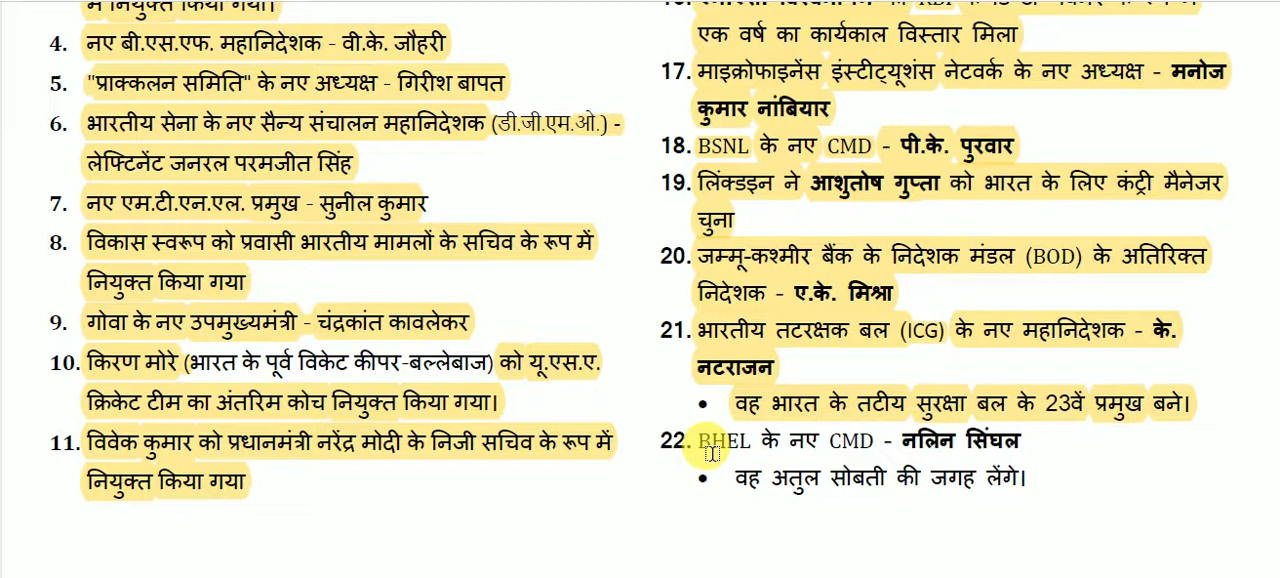 में नियुक्त किया गया।
4. नए बी.एस.एफ. महानिदेशक - वी.के. जौहरी
5. "प्राक्कलन समिति" के नए अध्यक्ष - गिरीश बापत
6. भारतीय सेना के नए सैन्य संचालन महानिदेशक (डी.जी.एम.ओ.) -
लेफ्टिनेंट जनरल परमजीत सिंह
7. नए एम.टी.एन.एल. प्रमुख - सुनील कुमार
8. विकास स्वरूप को प्रवासी भारतीय मामलों के सचिव के रूप में
नियुक्त किया गया
9. गोवा के नए उपमुख्यमंत्री - चंद्रकांत कावलेकर
10. किरण मोरे (भारत के पूर्व विकेट कीपर-बल्लेबाज) को यू.एस.ए.
क्रिकेट टीम का अंतरिम कोच नियुक्त किया गया।
11. विवेक कुमार को प्रधानमंत्री नरेंद्र मोदी के निजी सचिव के रूप में
नियुक्त किया गया
एक वर्ष का कार्यकाल विस्तार मिला
17. माइक्रोफाइनेंस इंस्टीट्यूशंस नेटवर्क के नए अध्यक्ष - मनोज
कुमार नांबियार
18. BSNL के नए CMD - पी.के. पुरवार
19. लिंक्डइन ने आशुतोष गुप्ता को भारत के लिए कंट्री मैनेजर
चुना
20. जम्मू-कश्मीर बैंक के निदेशक मंडल (BOD) के अतिरिक्त
निदेशक - ए.के. मिश्रा
21. भारतीय तटरक्षक बल (ICG) के नए महानिदेशक - के.
नटराजन
• वह भारत के तटीय सुरक्षा बल के 23वें प्रमुख बने।
22. BHEL के नए CMD - नलिन सिंघल
• वह अतुल सोबती की जगह लेंगे।